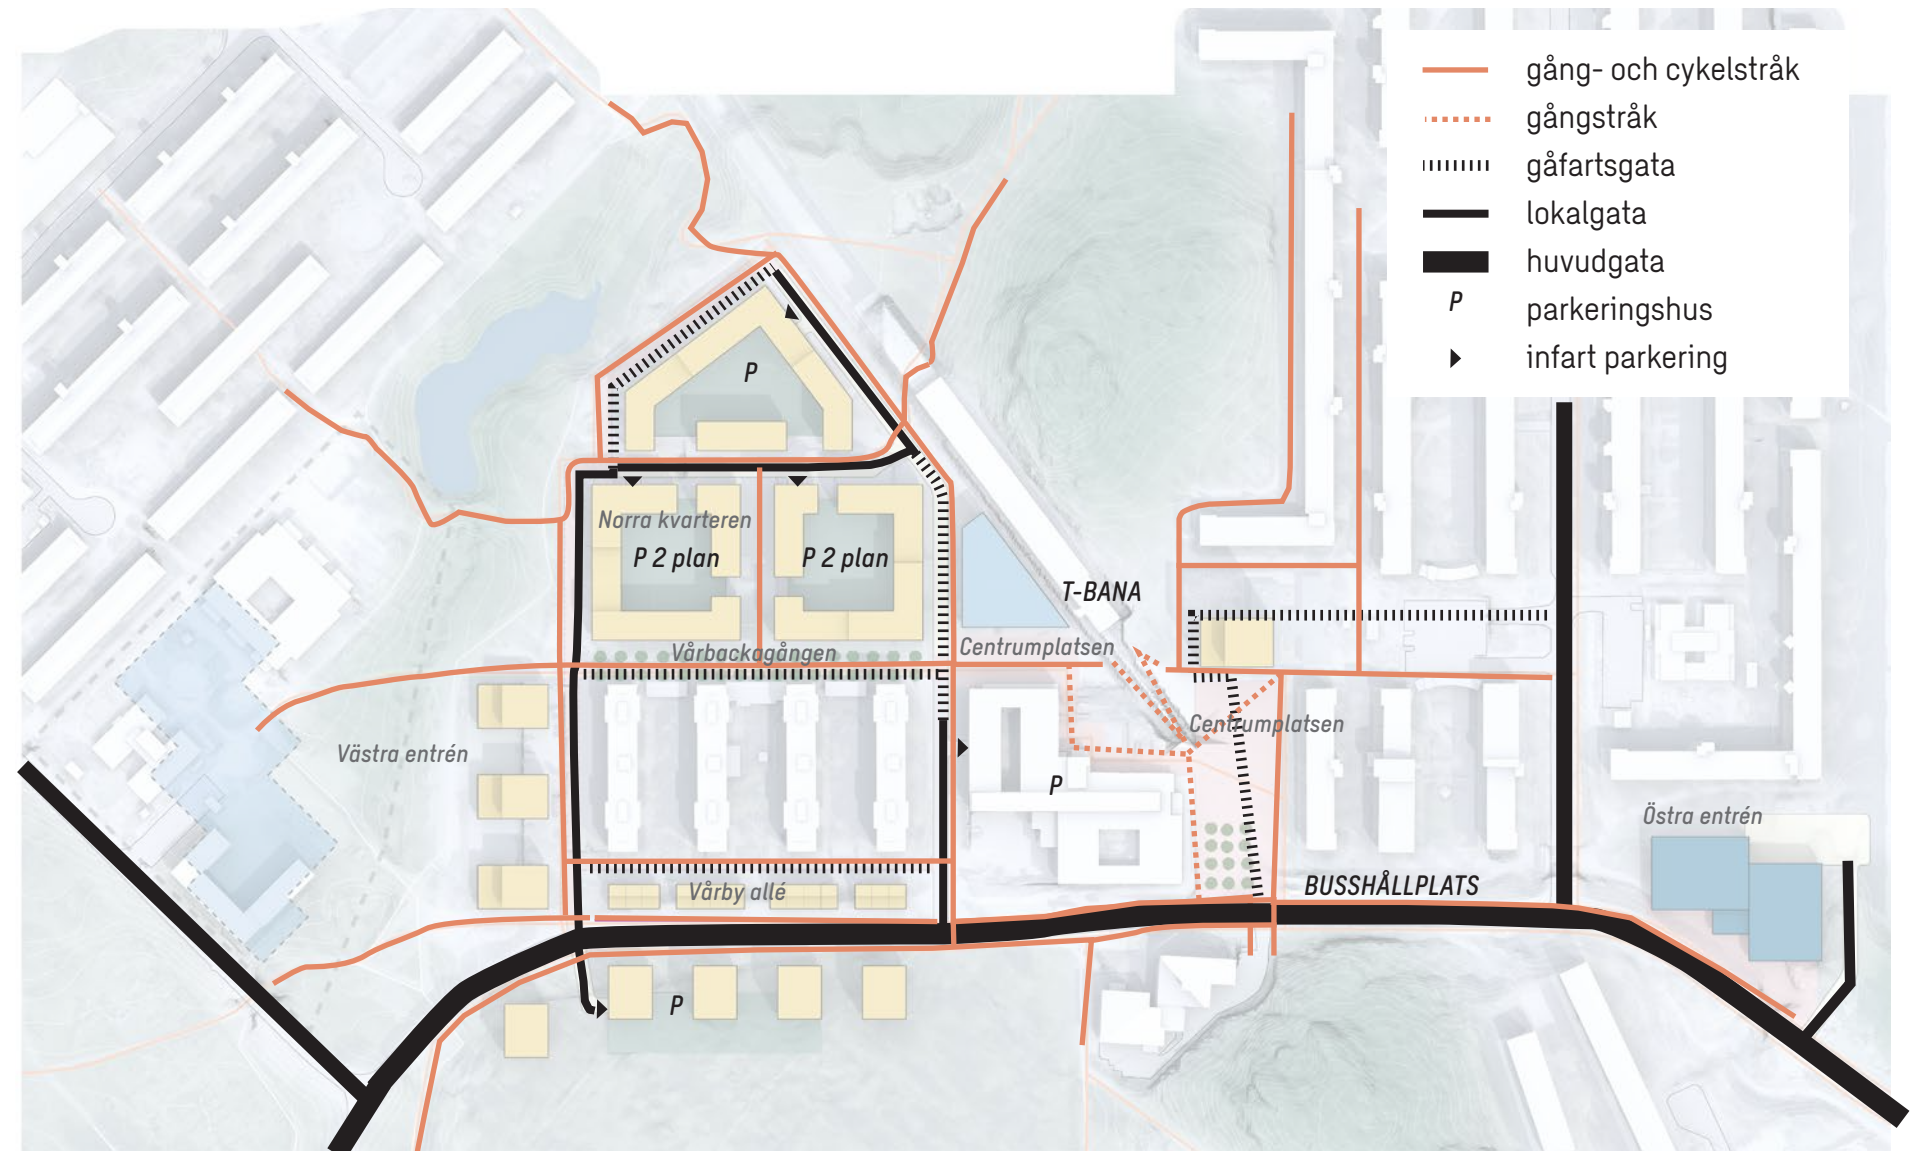 gång- och cykelstråk
gångstråk
gåfartsgata
lokalgata
huvudgata
P parkeringshus
infart parkering
P
Norra kvarteren
P 2 plan
P 2 plan
T-BANA
Vårbackagången
Centrumplatsen
Centrumplatsen
Västra entrén
P
Östra entrén
Vårby allé
BUSSHÅLLPLATS
P